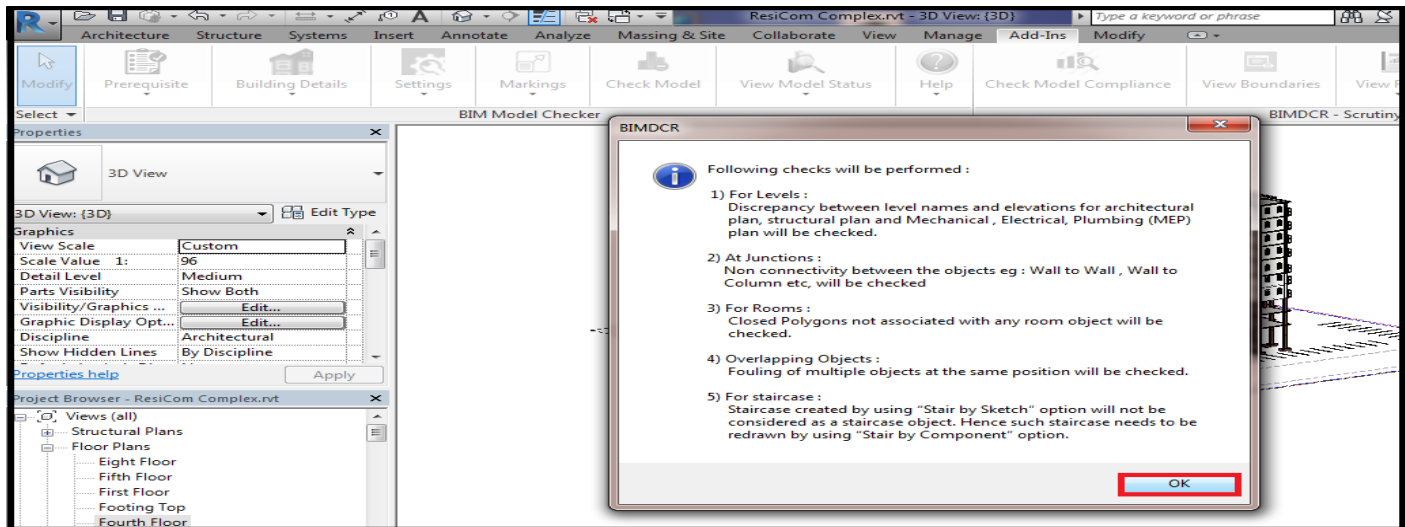 ResiCom Complex.rvt - 3D View: {3D}
Type a keyword or phrase
Architecture Structure Systems Insert Annotate Analyze Massing & Site Collaborate View Manage Add-Ins Modify
Modify Prerequisite Building Details Settings Markings Check Model View Model Status Help Check Model Compliance View Boundaries View
Select BIM Model Checker BIMDCR - Scrutiny
Properties
3D View
3D View: {3D} Edit Type
Graphics
View Scale Custom
Scale Value 1: 96
Detail Level Medium
Parts Visibility Show Both
Visibility/Graphics ... Edit...
Graphic Display Opt... Edit...
Discipline Architectural
Show Hidden Lines By Discipline
Properties help Apply
Project Browser - ResiCom Complex.rvt
Views (all)
Structural Plans
Floor Plans
Eight Floor
Fifth Floor
First Floor
Footing Top
Fourth Floor
BIMDCR
Following checks will be performed :
1) For Levels :
Discrepancy between level names and elevations for architectural
plan, structural plan and Mechanical , Electrical, Plumbing (MEP)
plan will be checked.
2) At Junctions :
Non connectivity between the objects eg : Wall to Wall , Wall to
Column etc, will be checked
3) For Rooms :
Closed Polygons not associated with any room object will be
checked.
4) Overlapping Objects :
Fouling of multiple objects at the same position will be checked.
5) For staircase :
Staircase created by using "Stair by Sketch" option will not be
considered as a staircase object. Hence such staircase needs to be
redrawn by using "Stair by Component" option.
OK